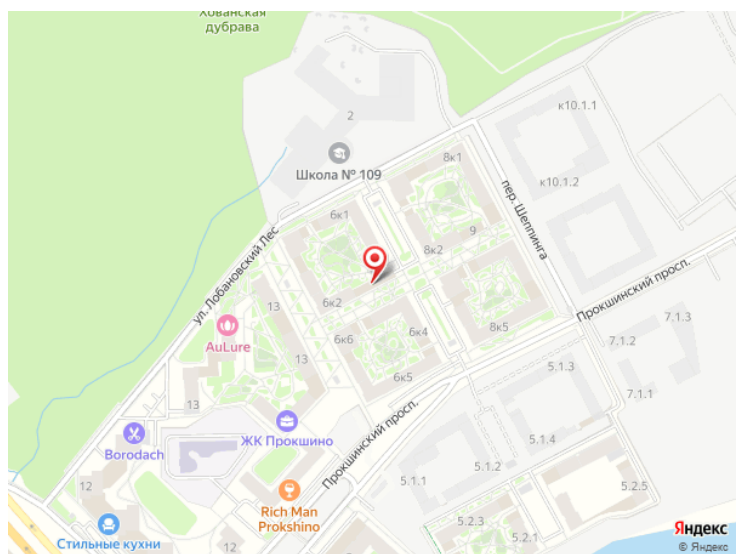 Хованская
дубрава
2
Школа № 109
8к1
к10.1.1
к10.1.2
пер. Шеппинга
6к1
9
8к2
ул. Лобановский Лес
6к2
13
6к6
6к4
8к5
Прокшинский просп.
AuLure
13
6к5
7.1.3
7.1.2
5.1.3
7.1.1
13
ЖК Прокшино
Прокшинский просп.
Borodach
5.1.4
5.1.2
5.1.1
12
Rich Man
Prokshino
5.2.5
5.2.3
5.2.1
Стильные кухни
12
Яндекс
© Яндекс